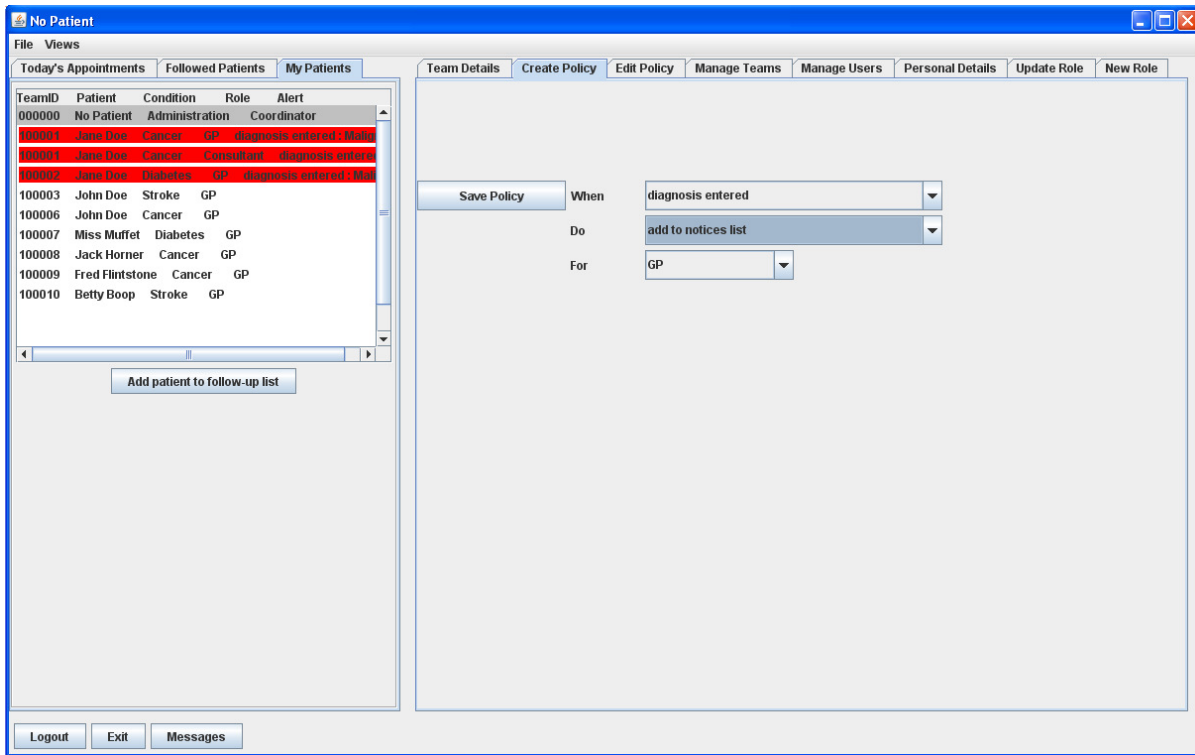 No Patient
File Views
Today's Appointments Followed Patients My Patients
Team Details Create Policy Edit Policy Manage Teams Manage Users Personal Details Update Role New Role
TeamID Patient Condition Role Alert
000000 No Patient Administration Coordinator
100001 Jane Doe Cancer GP diagnosis entered : Malig
100001 Jane Doe Cancer Consultant diagnosis entere
100002 Jane Doe Diabetes GP diagnosis entered : Mali
100003 John Doe Stroke GP
100006 John Doe Cancer GP
100007 Miss Muffet Diabetes GP
100008 Jack Horner Cancer GP
100009 Fred Flintstone Cancer GP
100010 Betty Boop Stroke GP
Add patient to follow-up list
Save Policy When diagnosis entered
Do add to notices list
For GP
Logout Exit Messages